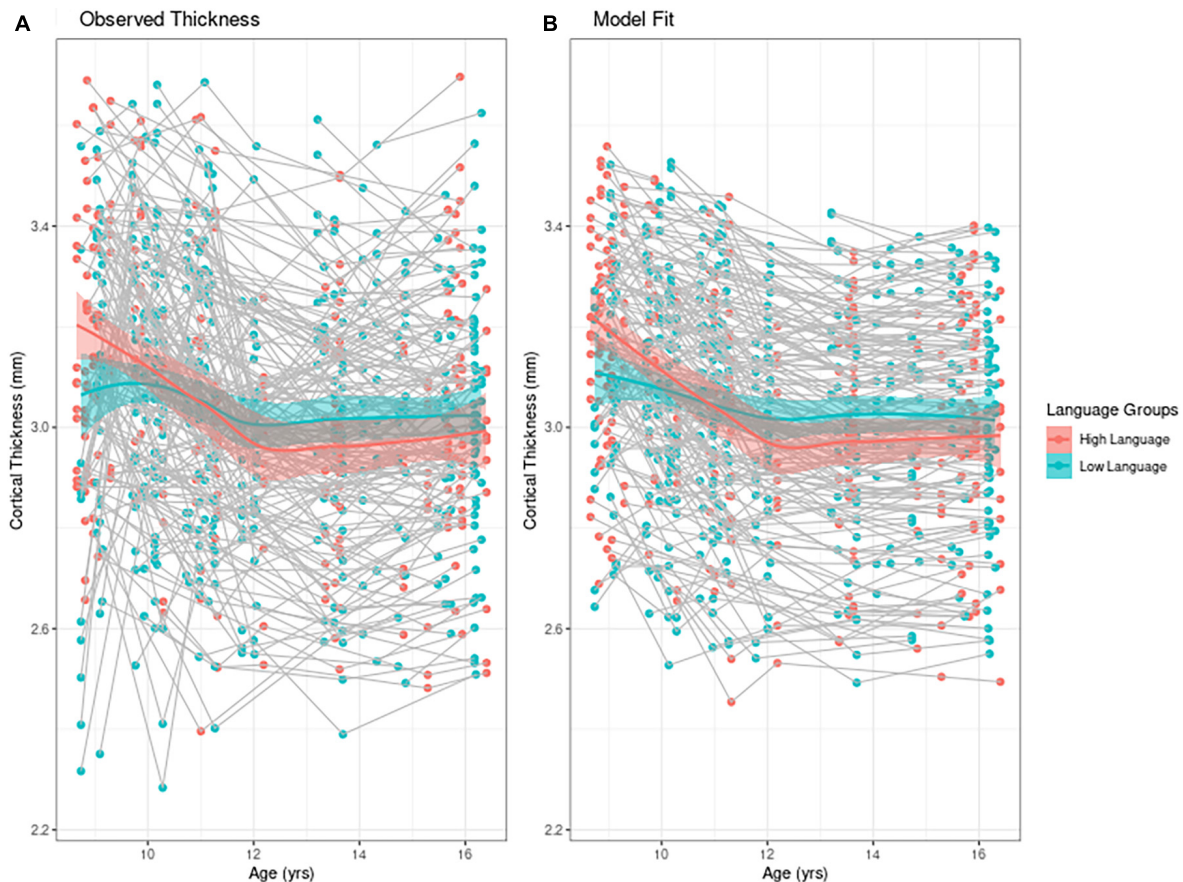 A Observed Thickness
Cortical Thickness (mm)
3.4
3.0
2.6
2.2
10 12 14 16
Age (yrs)
B Model Fit
Cortical Thickness (mm)
3.4
3.0
2.6
2.2
10 12 14 16
Age (yrs)
Language Groups
High Language
Low Language